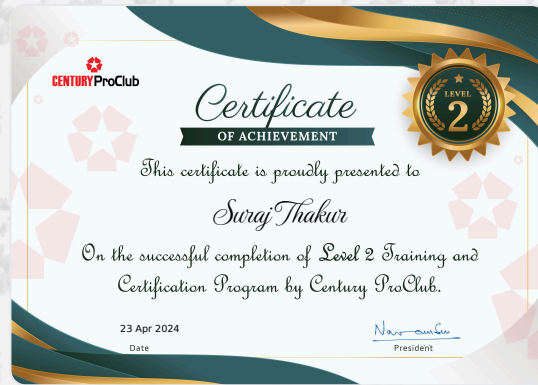 CENTURY ProClub
Certificate
OF ACHIEVEMENT
LEVEL
2
This certificate is proudly presented to
Suraj Thakur
On the successful completion of Level 2 Training and
Certification Program by Century ProClub.
23 Apr 2024
Date
President